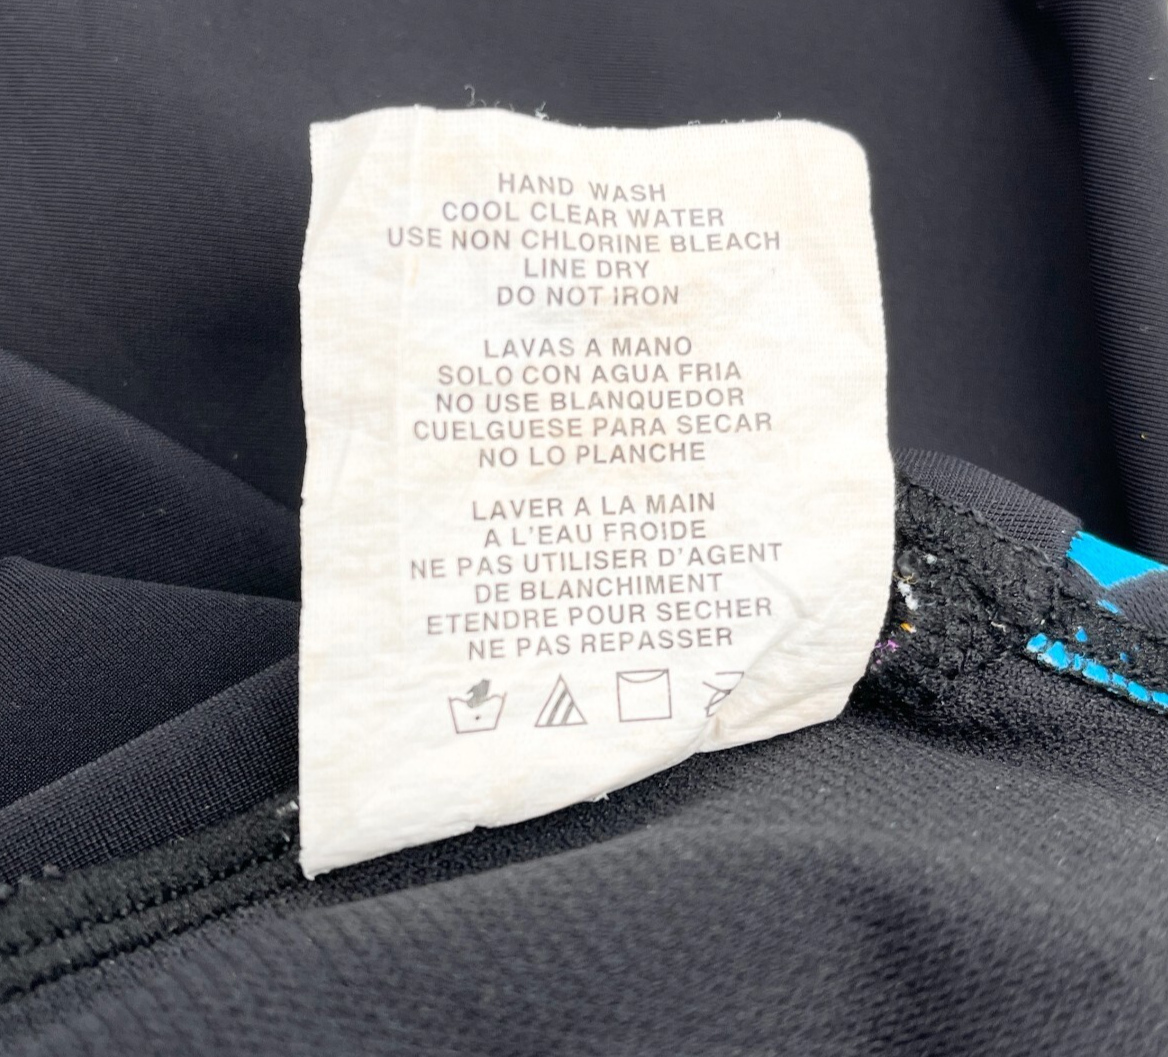 HAND WASH
COOL CLEAR WATER
USE NON CHLORINE BLEACH
LINE DRY
DO NOT IRON
LAVAS A MANO
SOLO CON AGUA FRIA
NO USE BLANQUEDOR
CUELGUESE PARA SECAR
NO LO PLANCHE
LAVER A LA MAIN
A L'EAU FROIDE
NE PAS UTILISER D'AGENT
DE BLANCHIMENT
ETENDRE POUR SECHER
NE PAS REPASSER